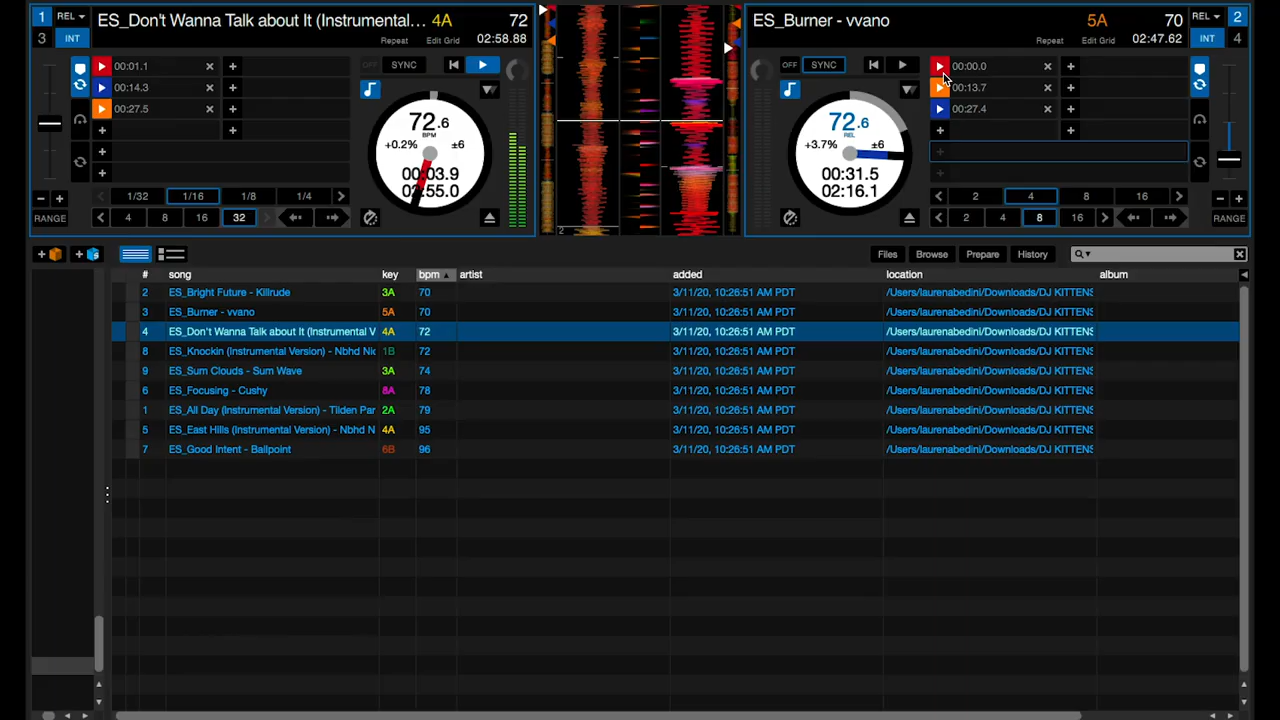 1 REL ES_Don't Wanna Talk about It (Instrumental... 4A 72
3 INT Repeat Edit Grid 02:58.88
00:01.1 OFF SYNC
00:14.3
00:27.5
72.6
BPM
+0.2% ±6
00:03.9
02:55.0
1/32 1/16 1/8 1/4
4 8 16 32
RANGE
2
ES_Burner - vvano 5A 70 REL 2
Repeat Edit Grid 02:47.62 INT 4
OFF SYNC 00:00.0
00:13.7
00:27.4
72.6
REL
+3.7% ±6
00:31.5
02:16.1
2 4 8 16
2 4 8 16
RANGE
Files Browse Prepare History
# song key bpm artist added location album
2 ES_Bright Future - Killrude 3A 70 3/11/20, 10:26:51 AM PDT /Users/laurenabedini/Downloads/DJ KITTENS
3 ES_Burner - vvano 5A 70 3/11/20, 10:26:51 AM PDT /Users/laurenabedini/Downloads/DJ KITTENS
4 ES_Don't Wanna Talk about It (Instrumental V 4A 72 3/11/20, 10:26:51 AM PDT /Users/laurenabedini/Downloads/DJ KITTENS
8 ES_Knockin (Instrumental Version) - Nbhd Nic 1B 72 3/11/20, 10:26:51 AM PDT /Users/laurenabedini/Downloads/DJ KITTENS
9 ES_Sum Clouds - Sum Wave 3A 74 3/11/20, 10:26:51 AM PDT /Users/laurenabedini/Downloads/DJ KITTENS
6 ES_Focusing - Cushy 8A 78 3/11/20, 10:26:51 AM PDT /Users/laurenabedini/Downloads/DJ KITTENS
1 ES_All Day (Instrumental Version) - Tilden Par 2A 79 3/11/20, 10:26:51 AM PDT /Users/laurenabedini/Downloads/DJ KITTENS
5 ES_East Hills (Instrumental Version) - Nbhd N 4A 95 3/11/20, 10:26:51 AM PDT /Users/laurenabedini/Downloads/DJ KITTENS
7 ES_Good Intent - Ballpoint 6B 96 3/11/20, 10:26:51 AM PDT /Users/laurenabedini/Downloads/DJ KITTENS